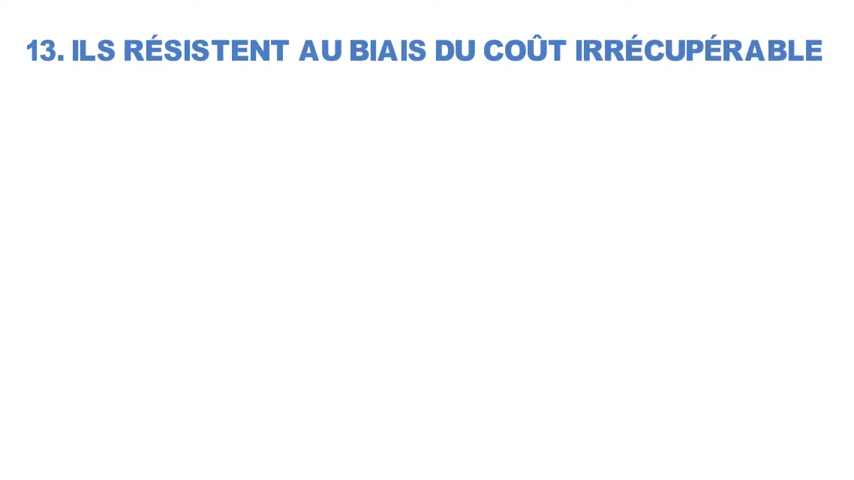 13. ILS RÉSISTENT AU BIAIS DU COÛT IRRÉCUPÉRABLE